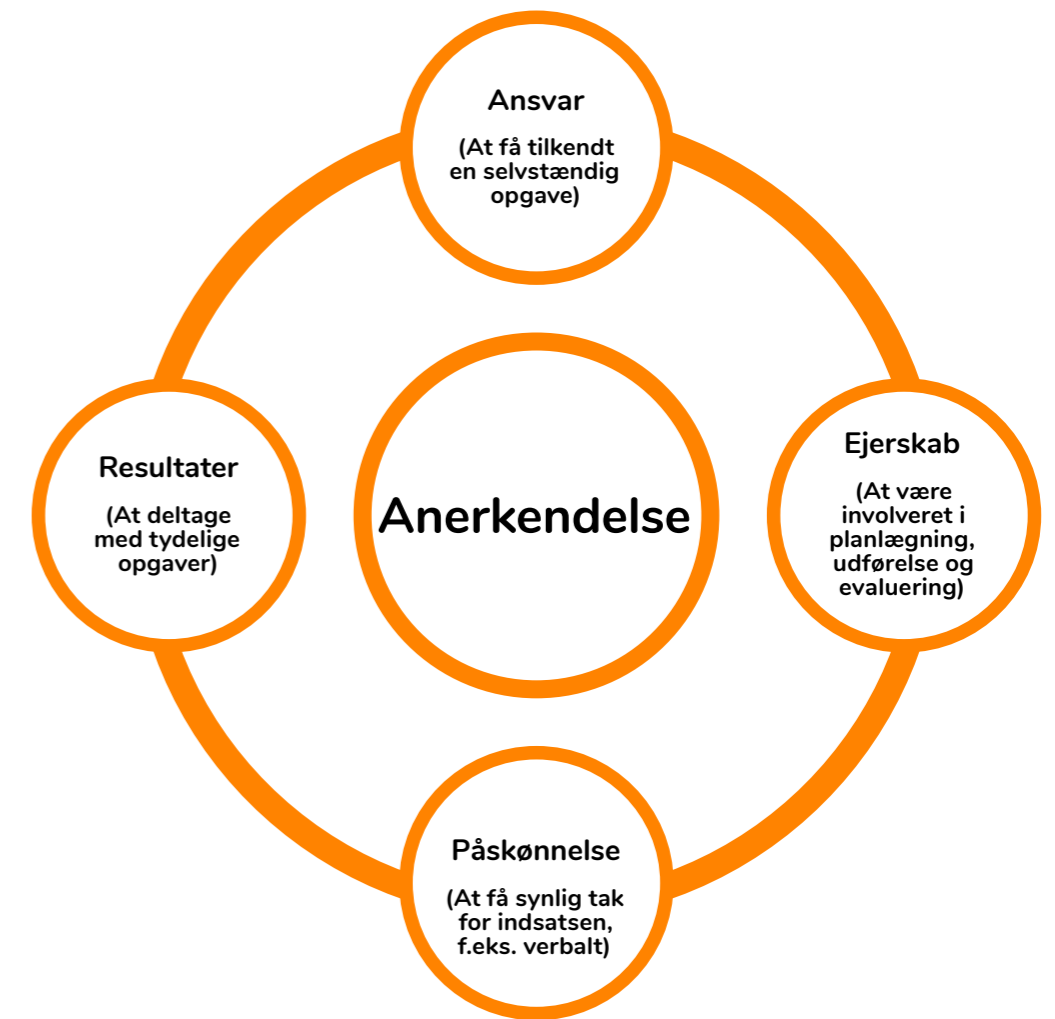 Ansvar
(At få tilkendt
en selvstændig
opgave)
Resultater
(At deltage
med tydelige
opgaver)
Anerkendelse
Ejerskab
(At være
involveret i
planlægning,
udførelse og
evaluering)
Påskønnelse
(At få synlig tak
for indsatsen,
f.eks. verbalt)